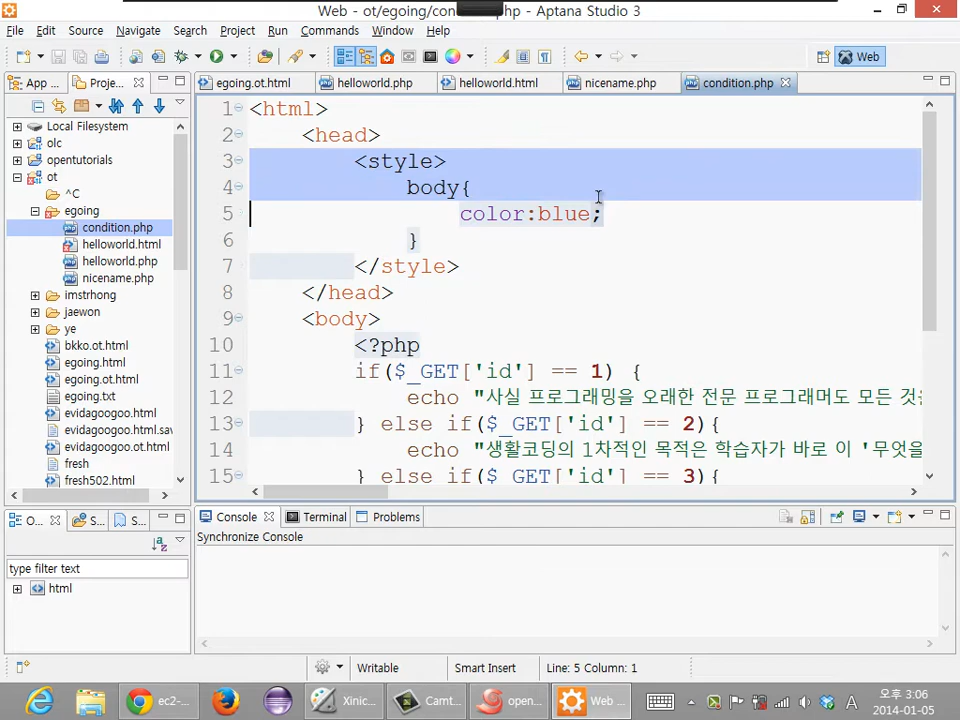 Web - ot/egoing/con .php - Aptana Studio 3
File Edit Source Navigate Search Project Run Commands Window Help
Web
App ... Proje...
egoing.ot.html helloworld.php helloworld.html nicename.php condition.php
Local Filesystem
olc
opentutorials
ot
^C
egoing
condition.php
helloworld.html
helloworld.php
nicename.php
imstrhong
jaewon
ye
bkko.ot.html
egoing.html
egoing.ot.html
egoing.txt
evidagoogoo.html
evidagoogoo.html.sav
evidagoogoo.ot.html
fresh
fresh502.html
1 <html>
2 <head>
3 <style>
4 body{
5 color:blue;
6 }
7 </style>
8 </head>
9 <body>
10 <?php
11 if($_GET['id'] == 1) {
12 echo "사실 프로그래밍을 오래한 전문 프로그래머도 모든 것
13 } else if($_GET['id'] == 2){
14 echo "생활코딩의 1차적인 목적은 학습자가 바로 이 '무엇을
15 } else if($_GET['id'] == 3){
O... S... S...
type filter text
html
Console Terminal Problems
Synchronize Console
Writable Smart Insert Line: 5 Column: 1
ec2-... Xinic... Camt... open... Web ...
A
오후 3:06
2014-01-05